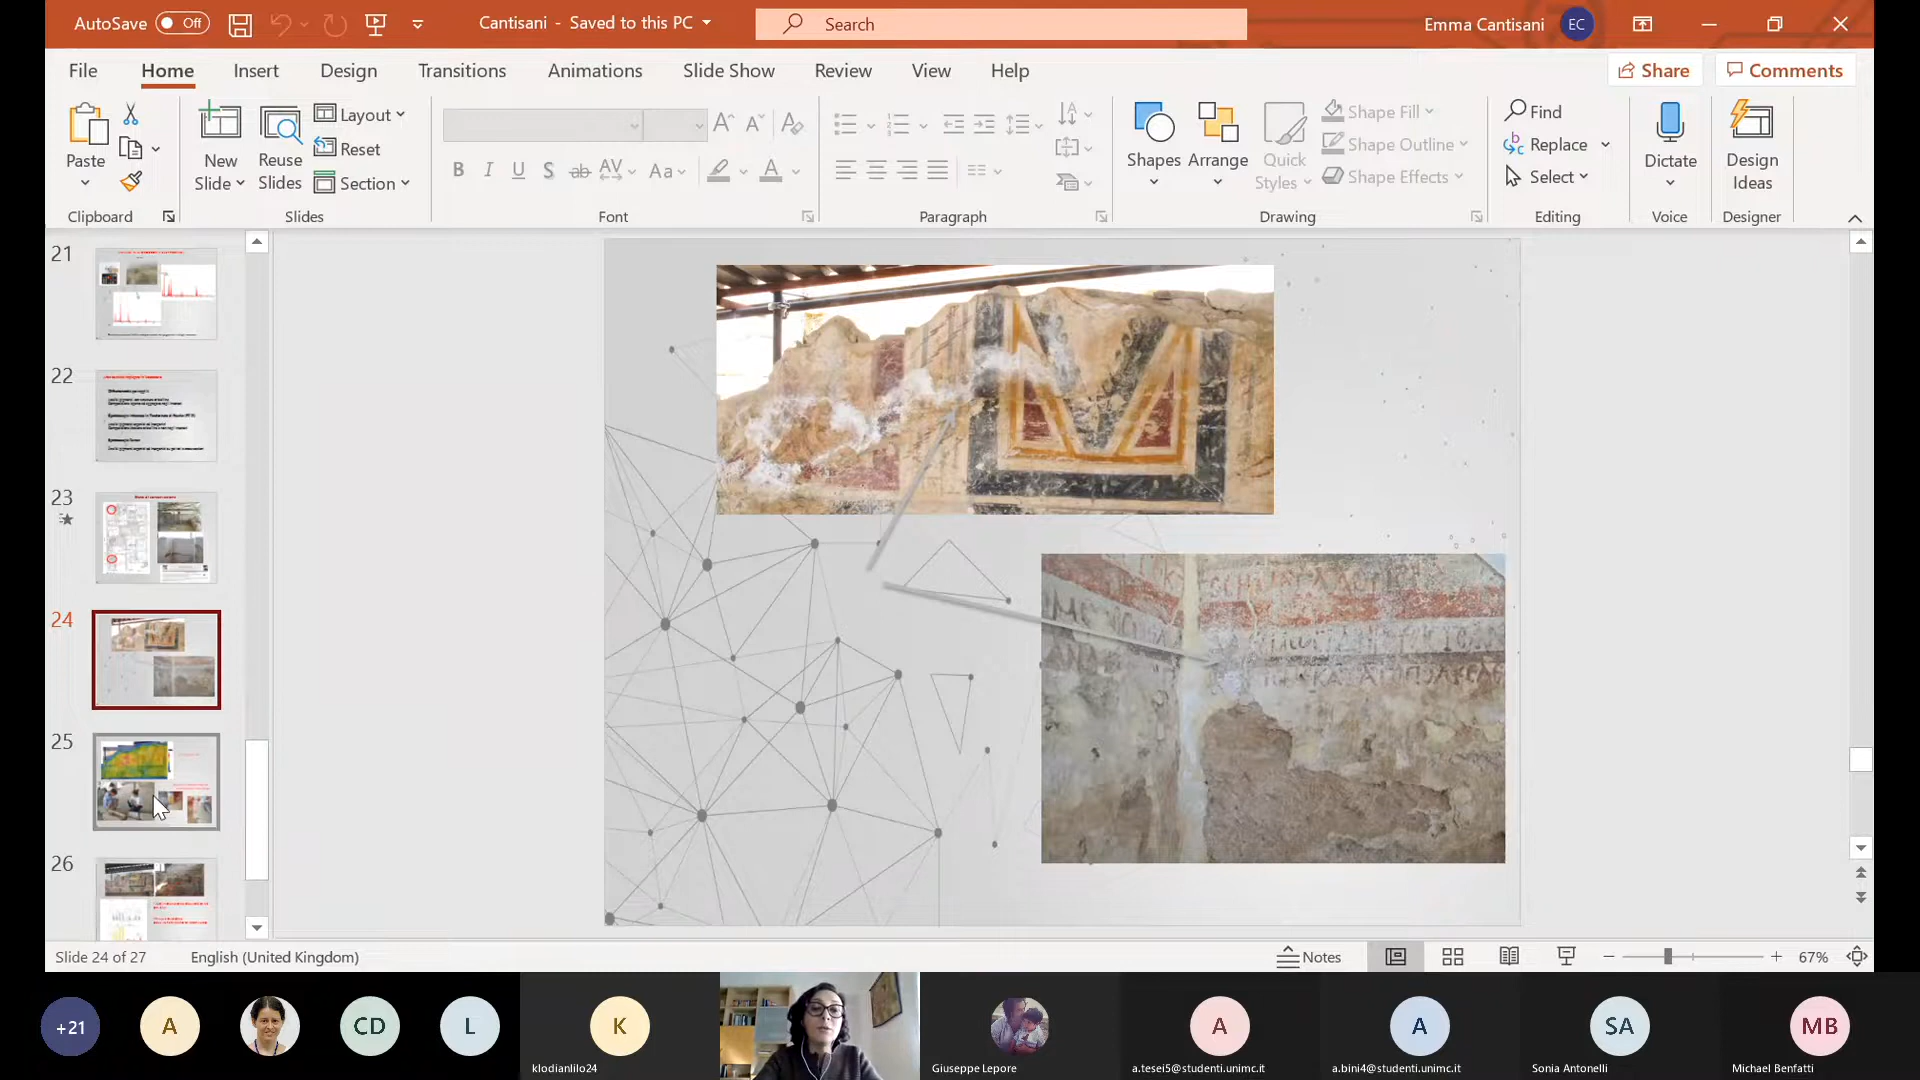 AutoSave Off
Cantisani - Saved to this PC
Search
Emma Cantisani EC
File Home Insert Design Transitions Animations Slide Show Review View Help
Share Comments
Paste
Clipboard
New Slide
Reuse Slides
Layout
Reset
Section
Slides
B I U S ab AV Aa A
Font
Paragraph
Shapes
Arrange
Quick Styles
Shape Fill
Shape Outline
Shape Effects
Drawing
Find
Replace
Select
Editing
Dictate
Voice
Design Ideas
Designer
21
22
23
24
25
26
Slide 24 of 27
English (United Kingdom)
Notes
67%
+21
A
CD
L
K
klodianlilo24
Giuseppe Lepore
A
a.tesei5@studenti.unimc.it
A
a.bini4@studenti.unimc.it
SA
Sonia Antonelli
MB
Michael Benfatti